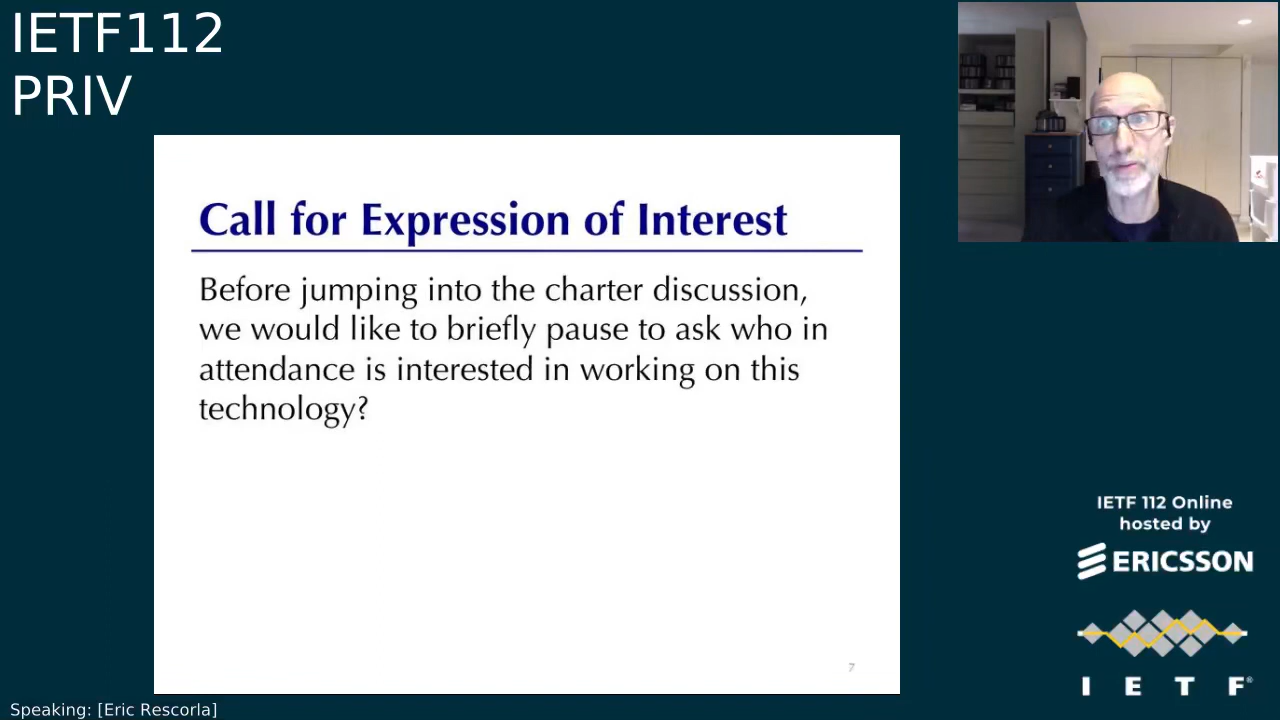 IETF112
PRIV
Call for Expression of Interest
Before jumping into the charter discussion,
we would like to briefly pause to ask who in
attendance is interested in working on this
technology?
7
IETF 112 Online
hosted by
ERICSSON
I E T F®
Speaking: [Eric Rescorla]